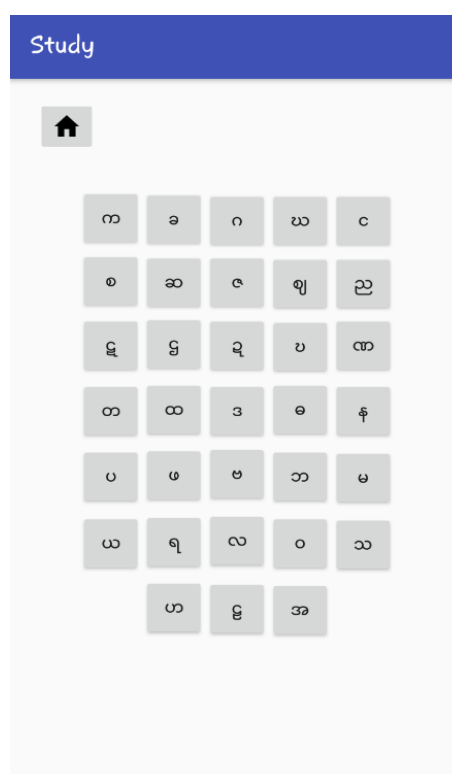 Study
က ခ ဂ ဃ င
စ ဆ ဇ ဈ ည
ဋ ဌ ဍ ဎ ဏ
တ ထ ဒ ဓ န
ပ ဖ ဗ ဘ မ
ယ ရ လ ဝ သ
ဟ ဠ အ